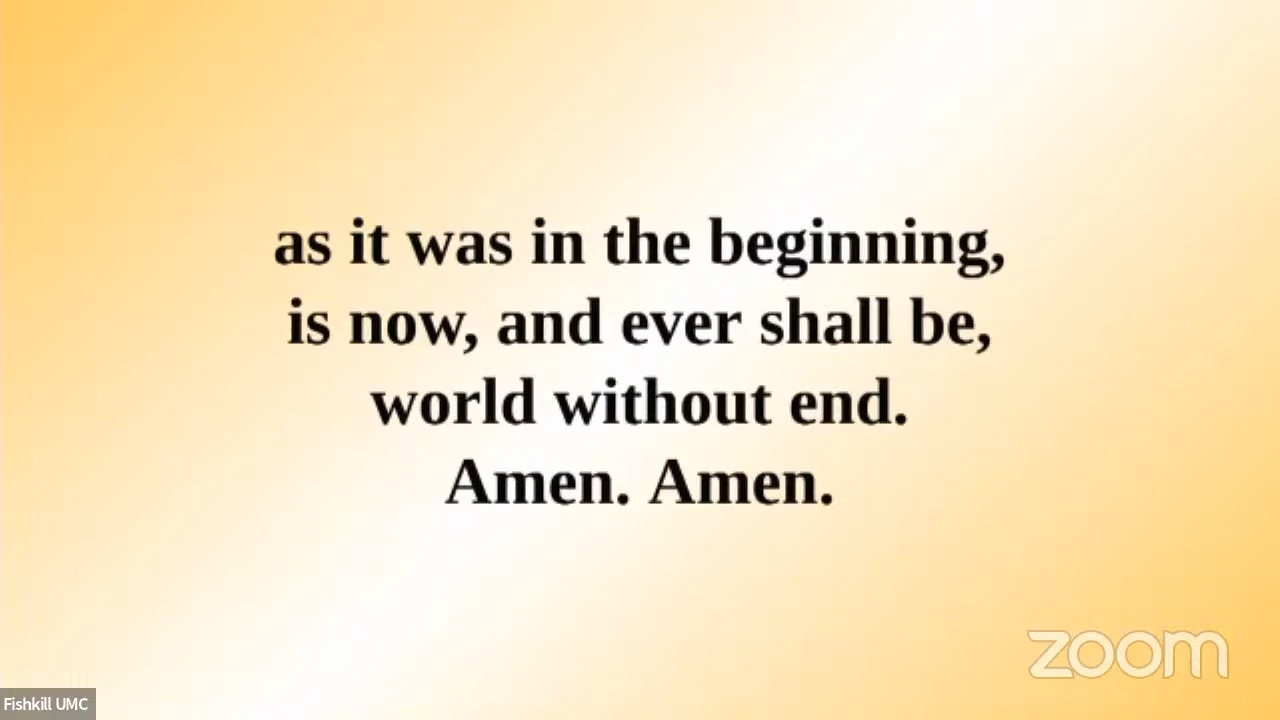 as it was in the beginning,
is now, and ever shall be,
world without end.
Amen. Amen.
zoom
Fishkill UMC